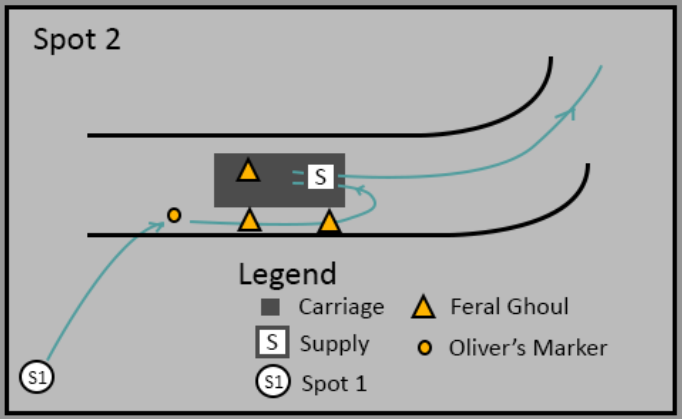 Spot 2
S
S1
Legend
Carriage
Feral Ghoul
S
Supply
Oliver's Marker
S1
Spot 1